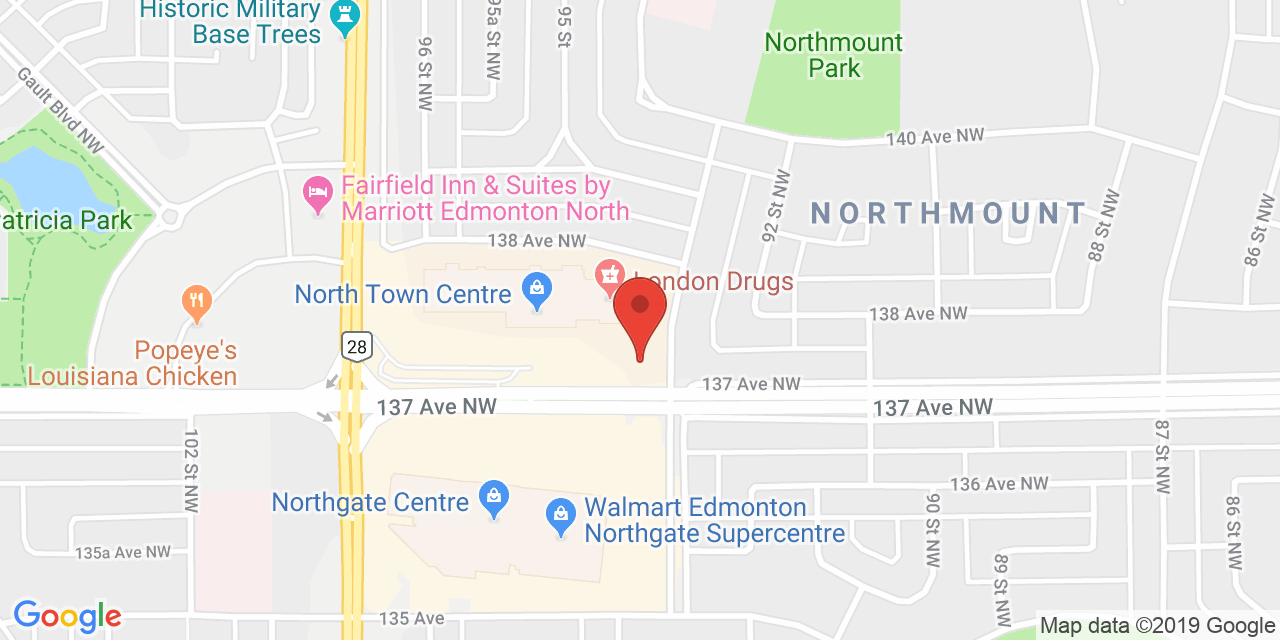 Historic Military
Base Trees
96 St NW
95a St NW
95 St
Northmount
Park
Gault Blvd NW
140 Ave NW
Fairfield Inn & Suites by
Marriott Edmonton North
atricia Park
92 St NW
NORTHMOUNT
88 St NW
86 St NW
138 Ave NW
London Drugs
North Town Centre
138 Ave NW
28
Popeye's
Louisiana Chicken
137 Ave NW
137 Ave NW
137 Ave NW
102 St NW
87 St NW
Northgate Centre
Walmart Edmonton
Northgate Supercentre
136 Ave NW
90 St NW
86 St NW
135a Ave NW
89 St NW
135 Ave
Google
Map data ©2019 Google